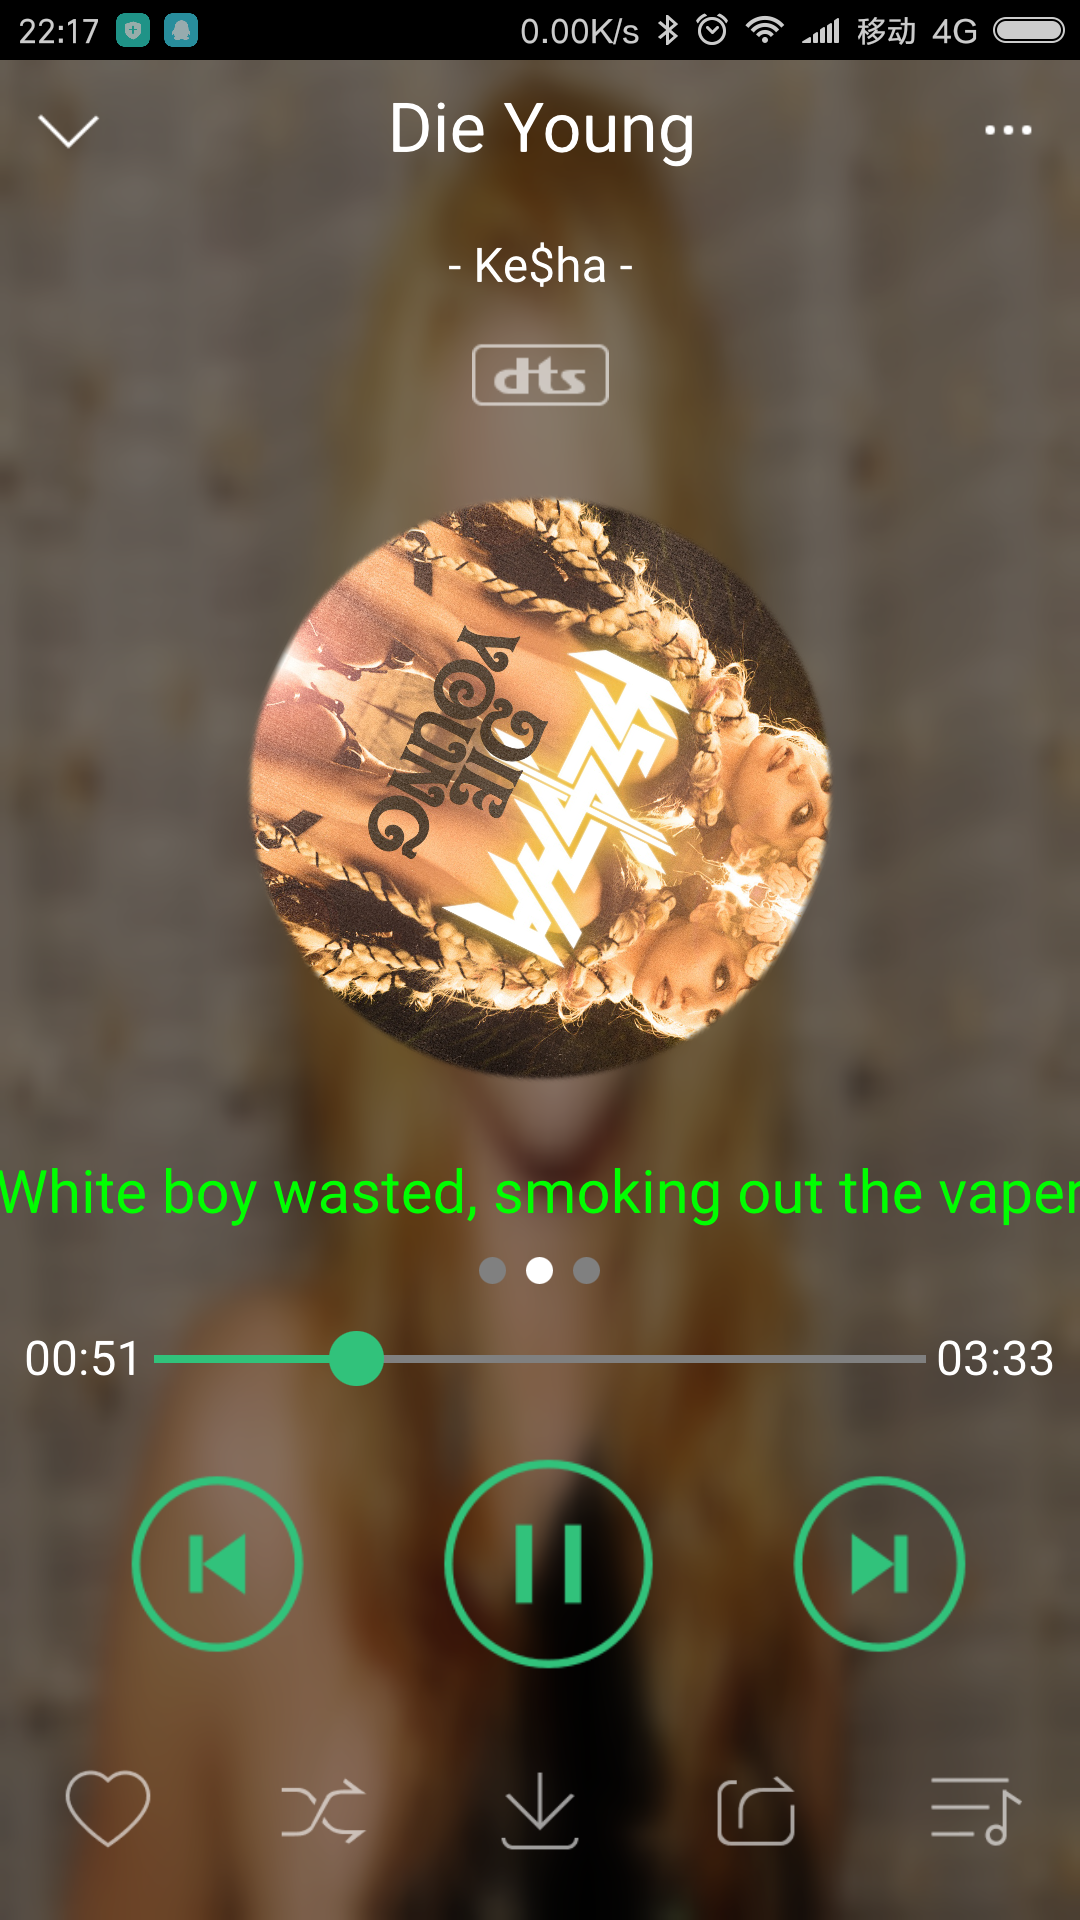 22:17 0.00K/s 移动 4G
Die Young
- Ke$ha -
dts
YOUNG
DIE
KE$HA
White boy wasted, smoking out the vaper
00:51 03:33